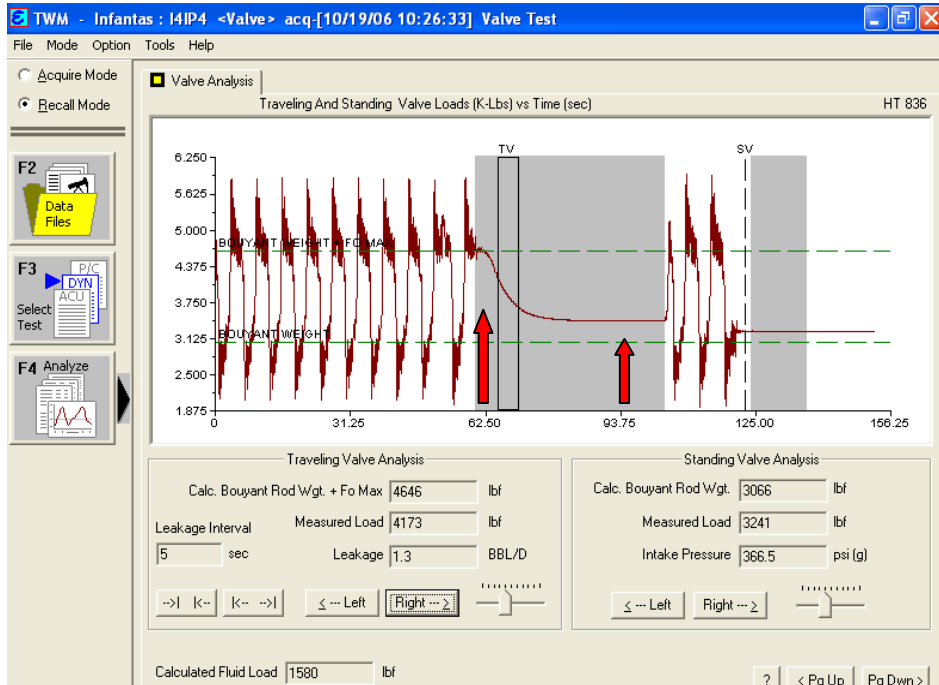 TWM - Infantas : I4IP4 <Valve> acq-[10/19/06 10:26:33] Valve Test
File Mode Option Tools Help
Acquire Mode
Recall Mode
F2
Data
Files
F3
P/C
DYN
ACU
Select
Test
F4 Analyze
Valve Analysis
Traveling And Standing Valve Loads (K-Lbs) vs Time (sec) HT 836
TV SV
6.250
5.625
5.000
BOUYANT WEIGHT + FO MAX
4.375
3.750
3.125
BOUYANT WEIGHT
2.500
1.875
0 31.25 62.50 93.75 125.00 156.25
Traveling Valve Analysis
Calc. Bouyant Rod Wgt. + Fo Max 4646 lbf
Leakage Interval Measured Load 4173 lbf
5 sec Leakage 1.3 BBL/D
-->| |<-- |<-- -->| < --- Left Right --- >
Standing Valve Analysis
Calc. Bouyant Rod Wgt. 3066 lbf
Measured Load 3241 lbf
Intake Pressure 366.5 psi (g)
< --- Left Right --- >
Calculated Fluid Load 1580 lbf
? < Pg Up Pg Dwn >